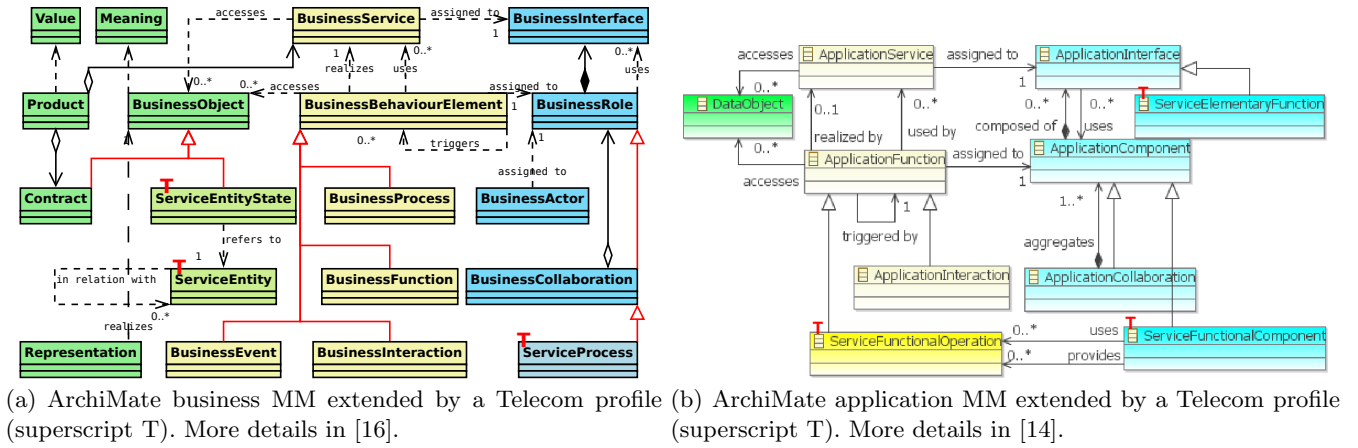 Value
Meaning
accesses
BusinessService
assigned to
BusinessInterface
1
1
0..*
realizes
uses
uses
0..*
0..*
0..*
accesses
assigned to
Product
BusinessObject
BusinessBehaviourElement
1
BusinessRole
1
0..*
triggers
1
assigned to
Contract
T
ServiceEntityState
BusinessProcess
BusinessActor
refers to
1
in relation with
T
ServiceEntity
BusinessFunction
BusinessCollaboration
0..*
realizes
T
Representation
BusinessEvent
BusinessInteraction
ServiceProcess
(a) ArchiMate business MM extended by a Telecom profile
(superscript T). More details in [16].
accesses
ApplicationService
assigned to
ApplicationInterface
0..*
1
T
DataObject
0..1
0..*
0..*
0..*
ServiceElementaryFunction
realized by
used by
composed of
uses
0..*
ApplicationFunction
assigned to
ApplicationComponent
accesses
1
1
1..*
triggered by
aggregates
ApplicationInteraction
ApplicationCollaboration
T
ServiceFunctionalOperation
0..*
uses
T
ServiceFunctionalComponent
0..*
provides
(b) ArchiMate application MM extended by a Telecom profile
(superscript T). More details in [14].